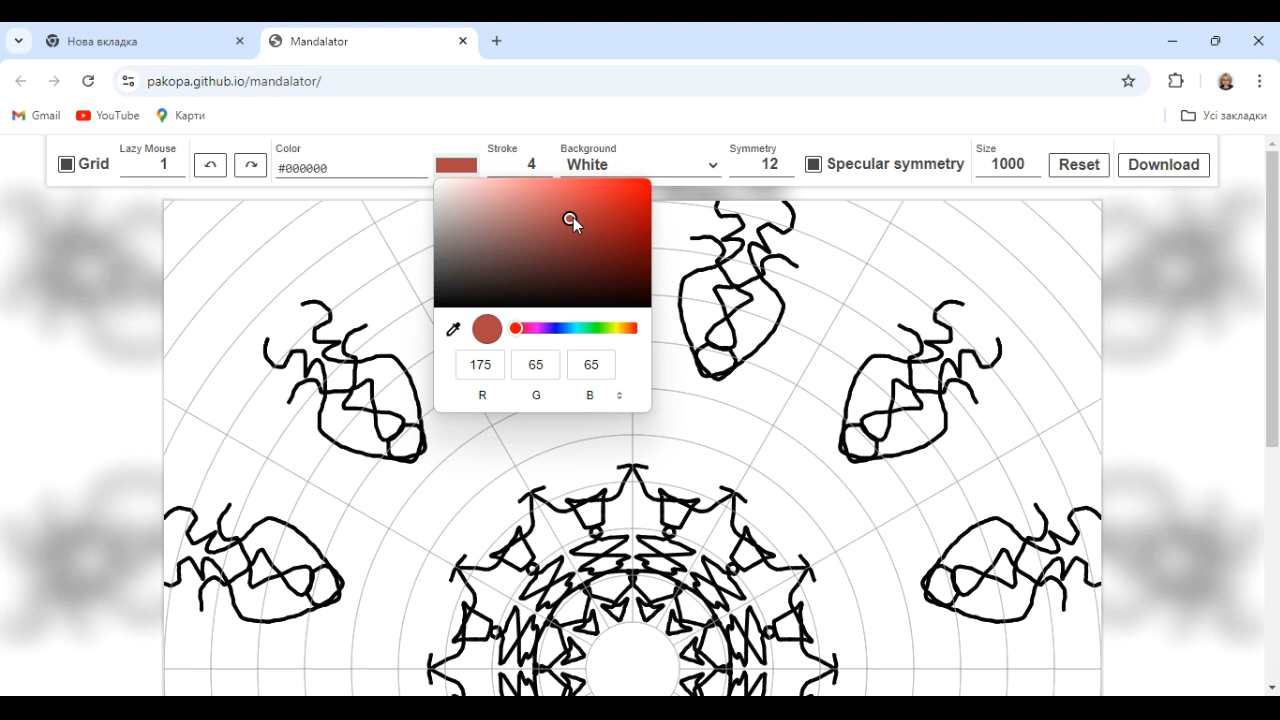 Нова вкладка
Mandalator
pakopa.github.io/mandalator/
Gmail YouTube Карти Усі закладки
Grid
Lazy Mouse
1
Color
#000000
Stroke
4
Background
White
Symmetry
12
Specular symmetry
Size
1000
Reset
Download
175 65 65
R G B